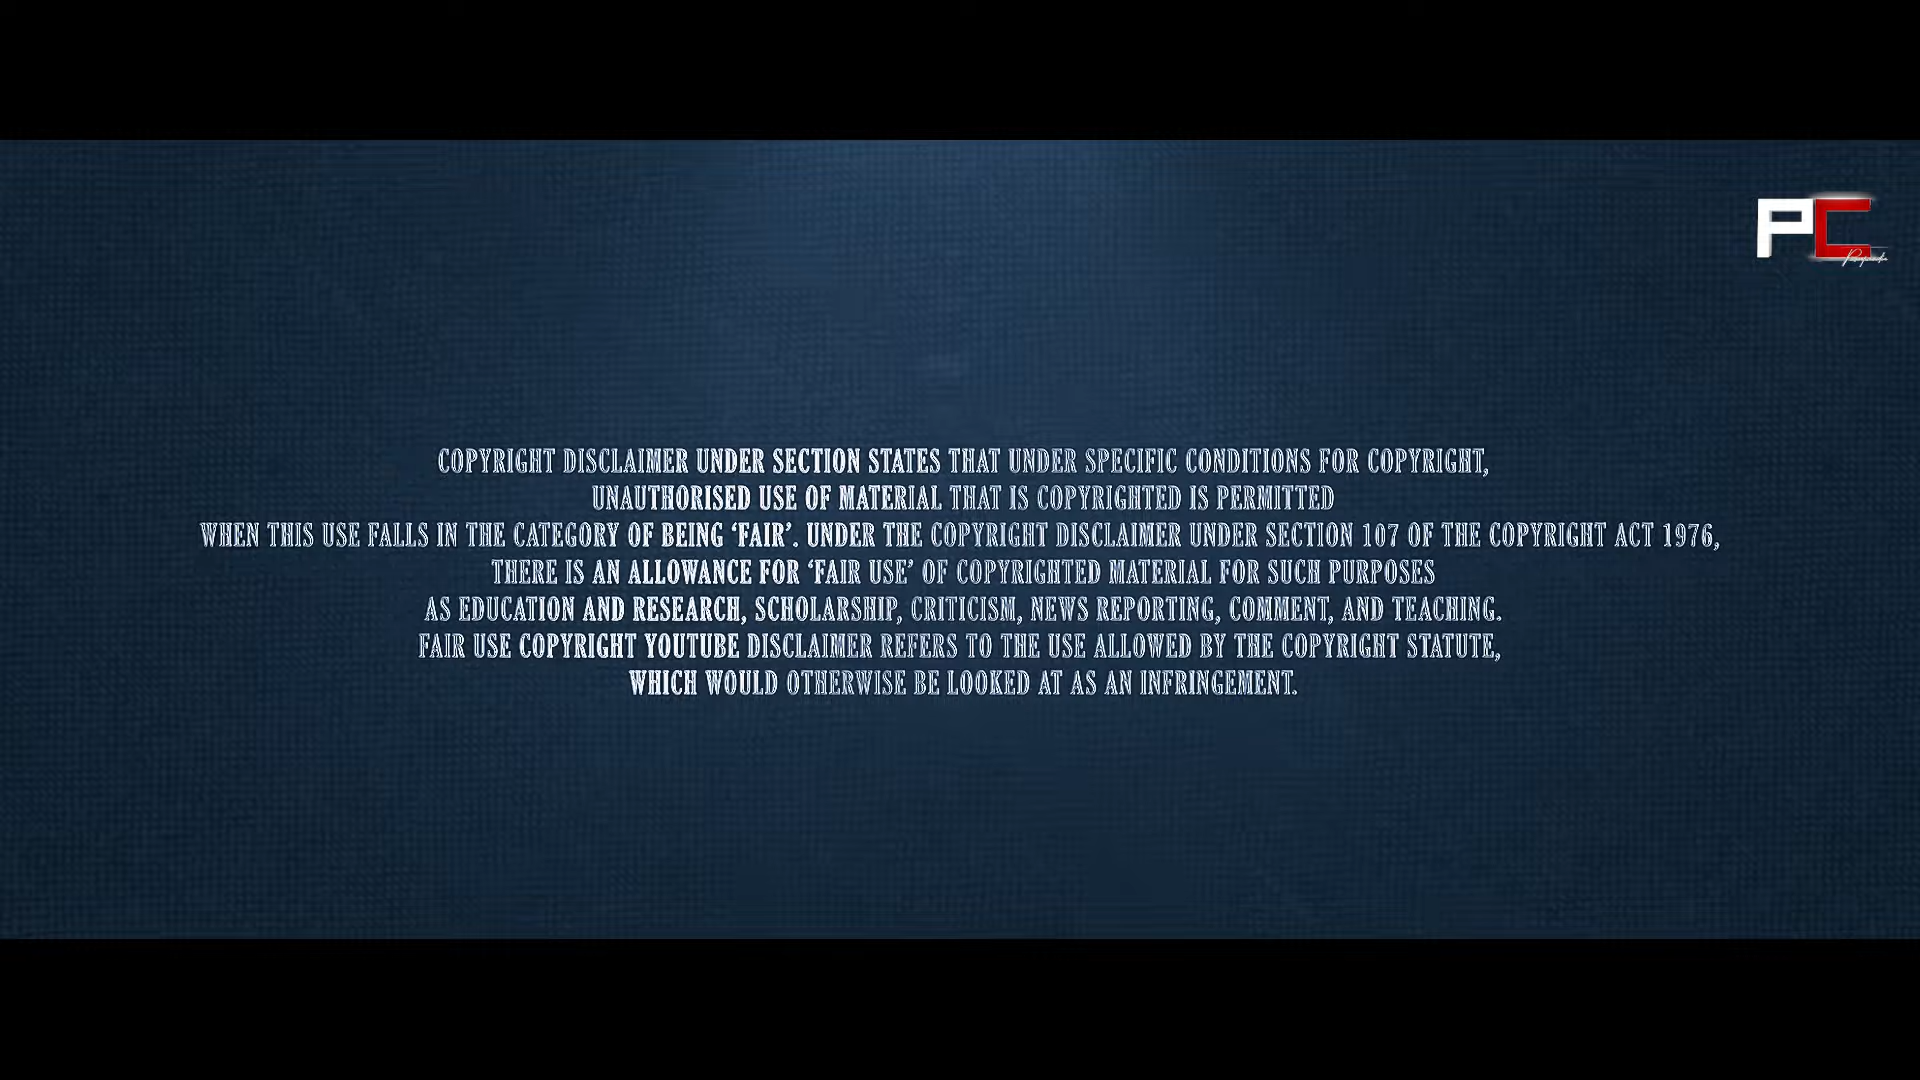 PC
COPYRIGHT DISCLAIMER UNDER SECTION STATES THAT UNDER SPECIFIC CONDITIONS FOR COPYRIGHT,
UNAUTHORISED USE OF MATERIAL THAT IS COPYRIGHTED IS PERMITTED
WHEN THIS USE FALLS IN THE CATEGORY OF BEING ‘FAIR’. UNDER THE COPYRIGHT DISCLAIMER UNDER SECTION 107 OF THE COPYRIGHT ACT 1976,
THERE IS AN ALLOWANCE FOR ‘FAIR USE’ OF COPYRIGHTED MATERIAL FOR SUCH PURPOSES
AS EDUCATION AND RESEARCH, SCHOLARSHIP, CRITICISM, NEWS REPORTING, COMMENT, AND TEACHING.
FAIR USE COPYRIGHT YOUTUBE DISCLAIMER REFERS TO THE USE ALLOWED BY THE COPYRIGHT STATUTE,
WHICH WOULD OTHERWISE BE LOOKED AT AS AN INFRINGEMENT.